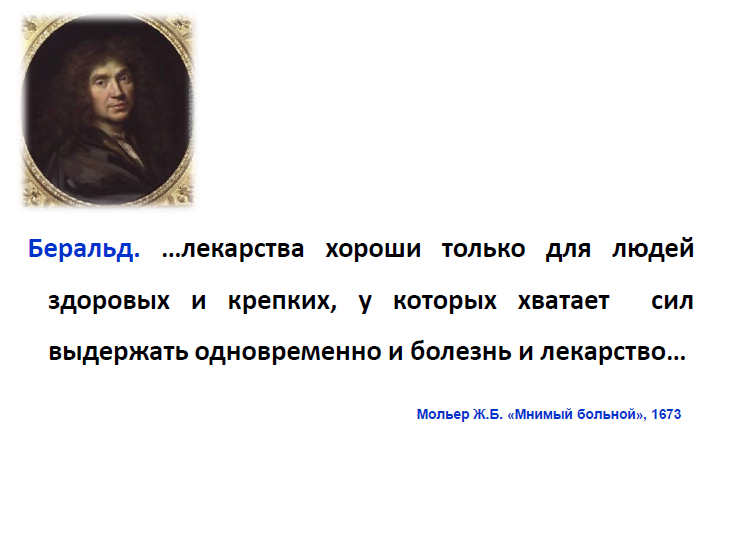 Беральд. …лекарства хороши только для людей
здоровых и крепких, у которых хватает сил
выдержать одновременно и болезнь и лекарство…
Мольер Ж.Б. «Мнимый больной», 1673